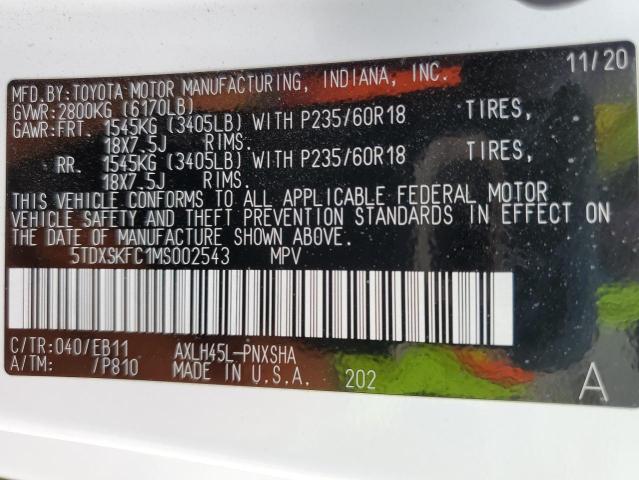 MFD.BY:TOYOTA MOTOR MANUFACTURING, INDIANA, INC. 11/20
GVWR:2800KG (6170LB)
GAWR:FRT. 1545KG (3405LB) WITH P235/60R18 TIRES,
18X7.5J RIMS.
RR. 1545KG (3405LB) WITH P235/60R18 TIRES,
18X7.5J RIMS.
THIS VEHICLE CONFORMS TO ALL APPLICABLE FEDERAL MOTOR
VEHICLE SAFETY AND THEFT PREVENTION STANDARDS IN EFFECT ON
THE DATE OF MANUFACTURE SHOWN ABOVE.
5TDXSKFC1MS002543 MPV
C/TR:040/EB11 AXLH45L-PNXSHA
A/TM: /P810 MADE IN U.S.A. 202 A